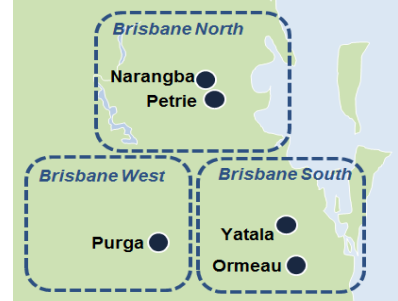 Brisbane North
Narangba
Petrie
Brisbane West
Purga
Brisbane South
Yatala
Ormeau